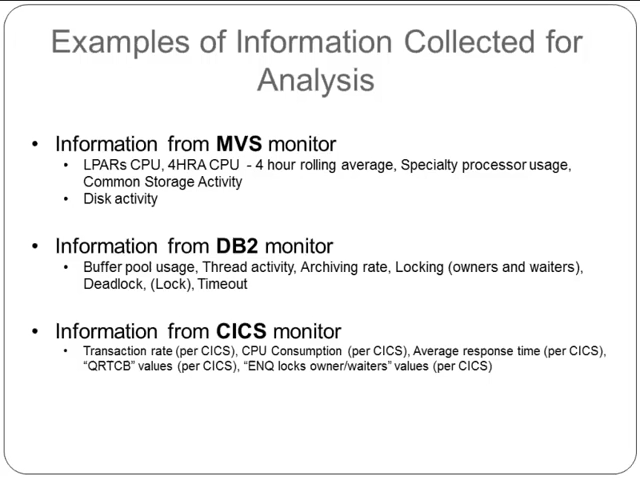 Examples of Information Collected for
Analysis
• Information from MVS monitor
• LPARs CPU, 4HRA CPU - 4 hour rolling average, Specialty processor usage,
Common Storage Activity
• Disk activity
• Information from DB2 monitor
• Buffer pool usage, Thread activity, Archiving rate, Locking (owners and waiters),
Deadlock, (Lock), Timeout
• Information from CICS monitor
• Transaction rate (per CICS), CPU Consumption (per CICS), Average response time (per CICS),
“QRTCB” values (per CICS), “ENQ locks owner/waiters” values (per CICS)